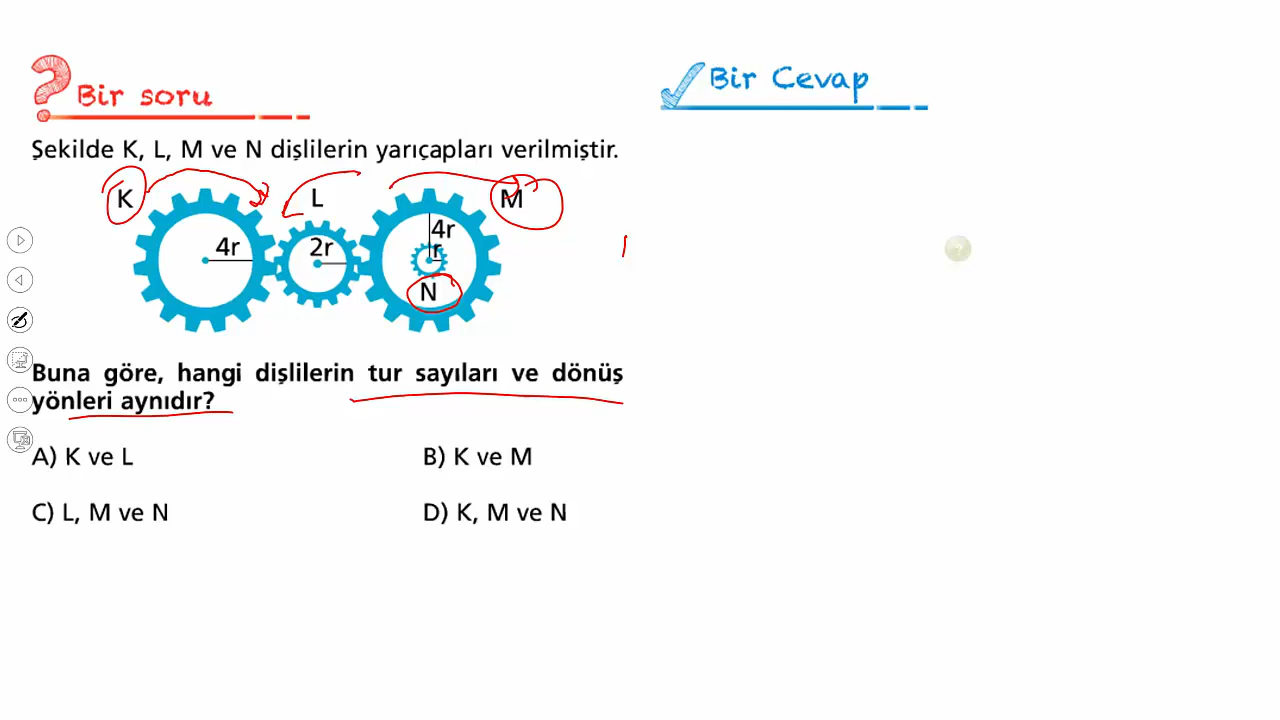 Bir soru
Bir Cevap
Şekilde K, L, M ve N dişlilerin yarıçapları verilmiştir.
K
L
M
4r
2r
4r
r
N
Buna göre, hangi dişlilerin tur sayıları ve dönüş
yönleri aynıdır?
A) K ve L
B) K ve M
C) L, M ve N
D) K, M ve N